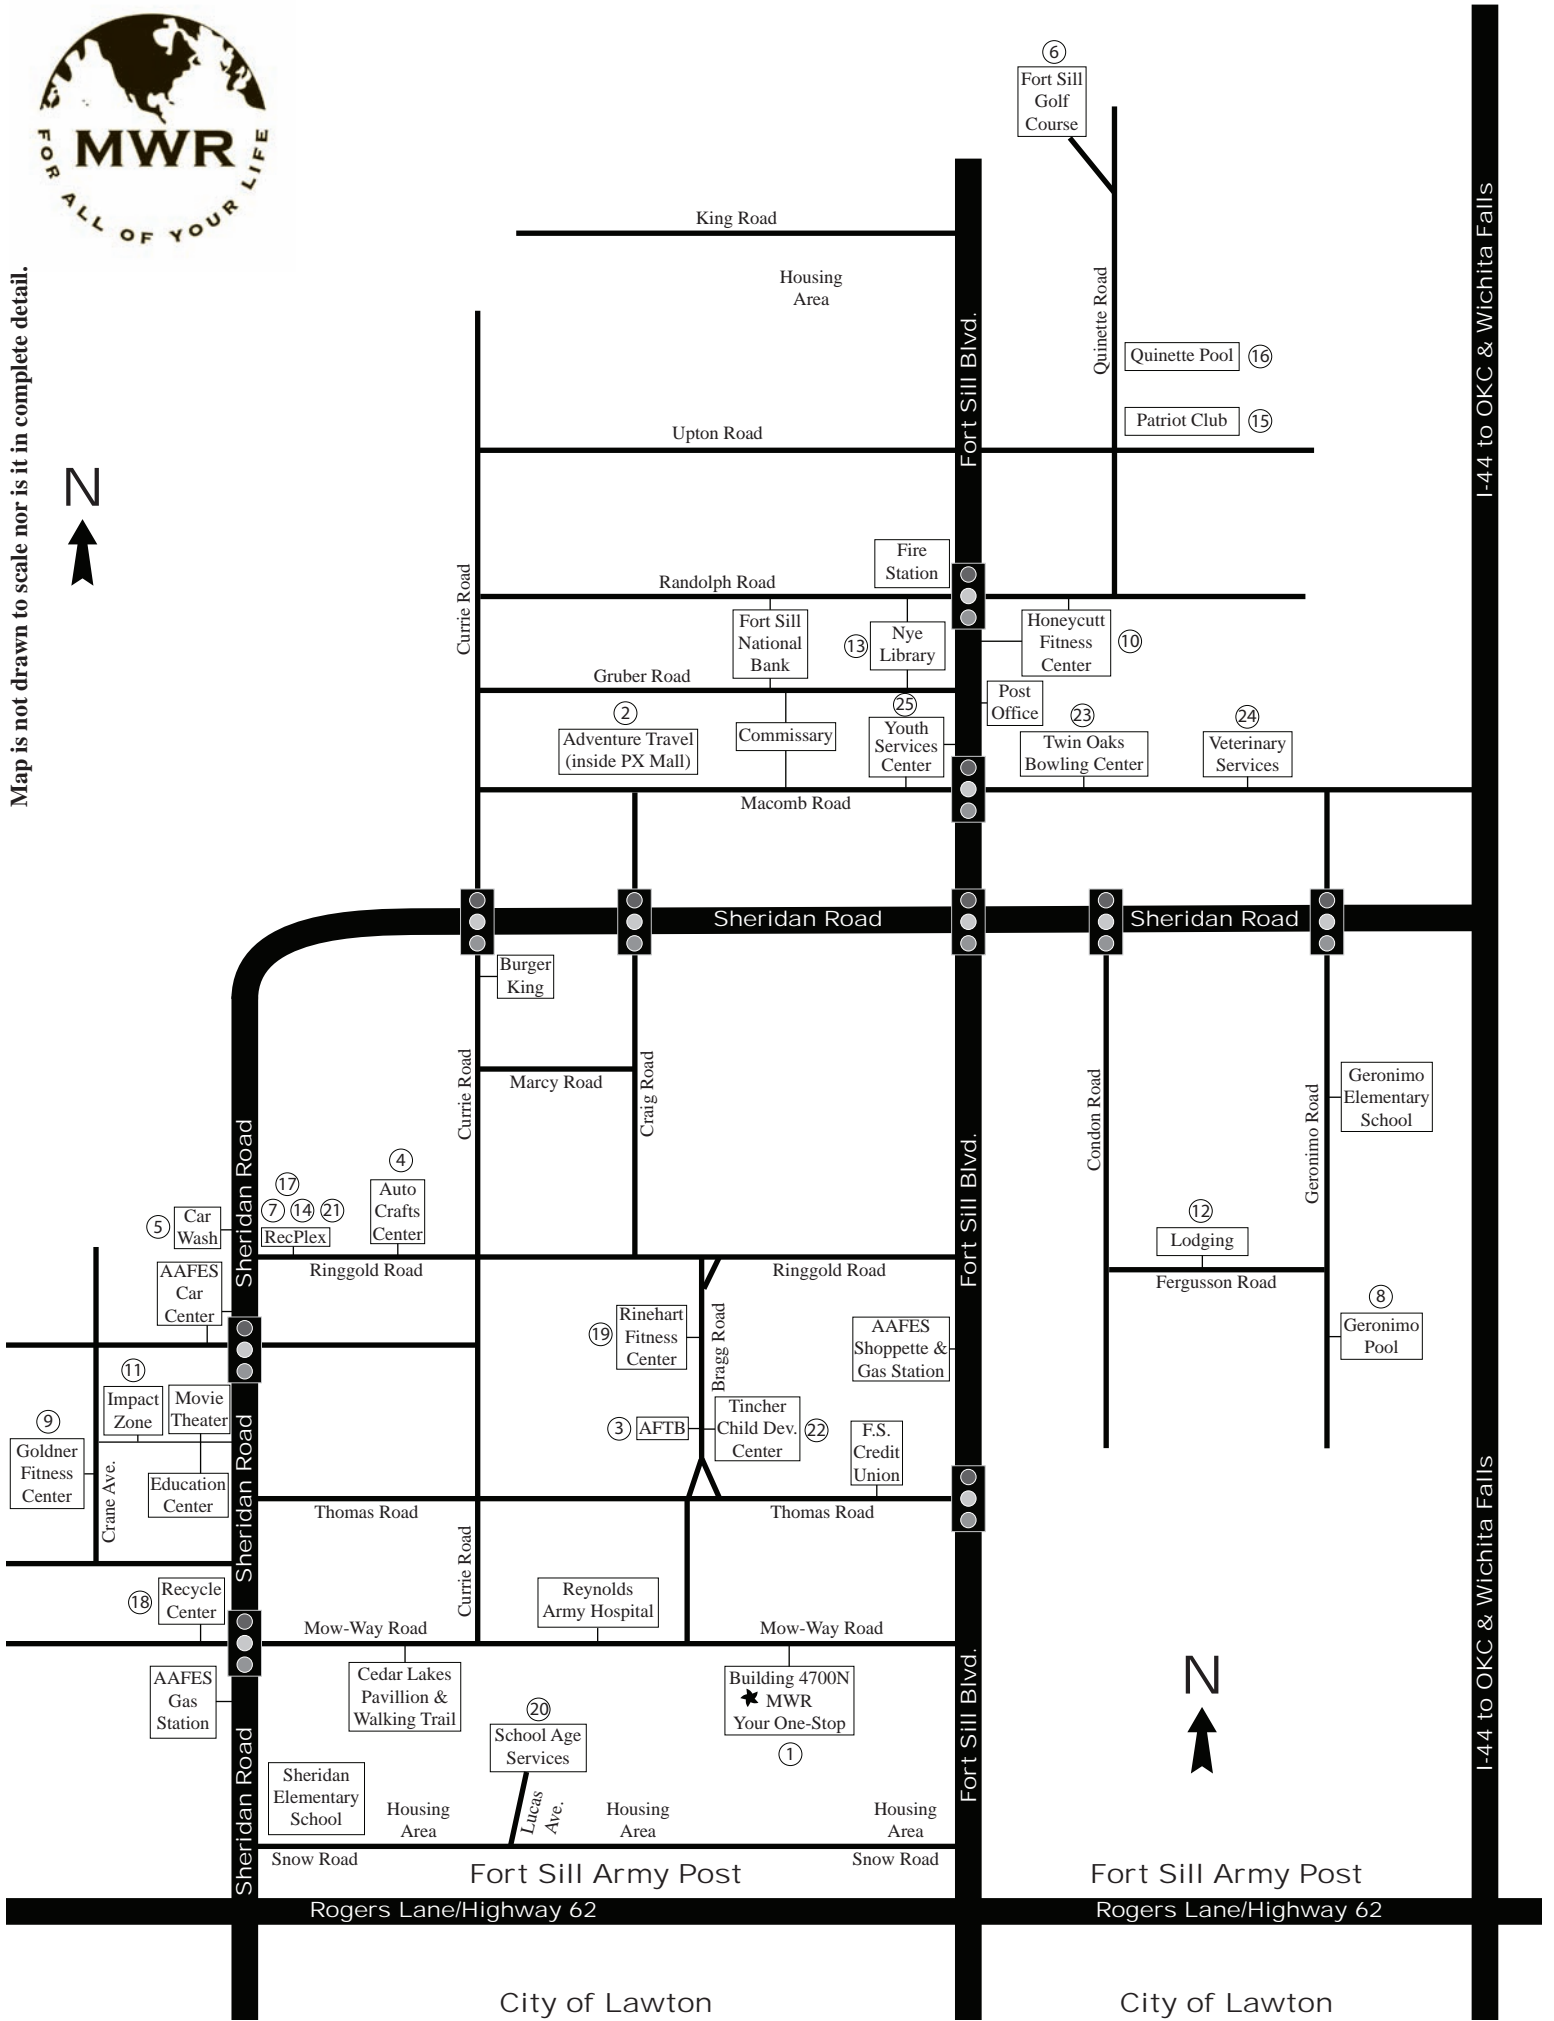 MWR
FOR ALL OF YOUR LIFE
Map is not drawn to scale nor is it in complete detail.
N
6
Fort Sill
Golf
Course
King Road
Housing
Area
Fort Sill Blvd.
Quinette Road
I-44 to OKC & Wichita Falls
Quinette Pool
16
Patriot Club
15
Upton Road
Currie Road
Fire
Station
Randolph Road
Fort Sill
National
Bank
13
Nye
Library
Honeycutt
Fitness
Center
10
Gruber Road
Post
Office
2
Adventure Travel
(inside PX Mall)
Commissary
25
Youth
Services
Center
23
Twin Oaks
Bowling Center
24
Veterinary
Services
Macomb Road
Sheridan Road
Sheridan Road
Burger
King
Currie Road
Marcy Road
Craig Road
Fort Sill Blvd.
Condon Road
Geronimo Road
Geronimo
Elementary
School
Sheridan Road
4
Auto
Crafts
Center
17
7
14
21
RecPlex
5
Car
Wash
12
Lodging
Ringgold Road
Ringgold Road
Fergusson Road
AAFES
Car
Center
19
Rinehart
Fitness
Center
Bragg Road
AAFES
Shoppette &
Gas Station
8
Geronimo
Pool
11
Impact
Zone
Movie
Theater
9
Goldner
Fitness
Center
Crane Ave.
Education
Center
Sheridan Road
3
AFTB
Tincher
Child Dev.
Center
22
F.S.
Credit
Union
Thomas Road
Thomas Road
Currie Road
I-44 to OKC & Wichita Falls
18
Recycle
Center
Reynolds
Army Hospital
Mow-Way Road
Mow-Way Road
AAFES
Gas
Station
Cedar Lakes
Pavillion &
Walking Trail
20
School Age
Services
Building 4700N
MWR
Your One-Stop
1
Fort Sill Blvd.
N
Sheridan Road
Sheridan
Elementary
School
Housing
Area
Lucas
Ave.
Housing
Area
Housing
Area
Snow Road
Snow Road
Fort Sill Army Post
Fort Sill Army Post
Rogers Lane/Highway 62
Rogers Lane/Highway 62
City of Lawton
City of Lawton